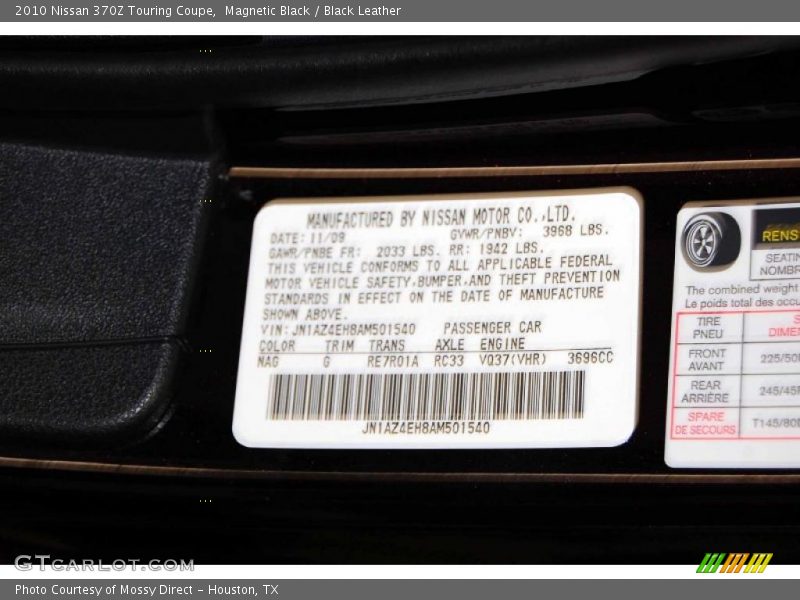 2010 Nissan 370Z Touring Coupe, Magnetic Black / Black Leather
MANUFACTURED BY NISSAN MOTOR CO.,LTD.
DATE: 11/09 GVWR/PNBV: 3968 LBS.
GAWR/PNBE FR: 2033 LBS. RR: 1942 LBS.
THIS VEHICLE CONFORMS TO ALL APPLICABLE FEDERAL
MOTOR VEHICLE SAFETY,BUMPER,AND THEFT PREVENTION
STANDARDS IN EFFECT ON THE DATE OF MANUFACTURE
SHOWN ABOVE.
VIN: JN1AZ4EH8AM501540 PASSENGER CAR
COLOR TRIM TRANS AXLE ENGINE
NAG G RE7R01A RC33 VQ37(VHR) 3696CC
JN1AZ4EH8AM501540
RENS
SEATIN
NOMBR
The combined weight
Le poids total des occu
TIRE S
PNEU DIMEN
FRONT
AVANT 225/50
REAR
ARRIÈRE 245/45
SPARE
DE SECOURS T145/80
GTCARLOT.COM
Photo Courtesy of Mossy Direct – Houston, TX